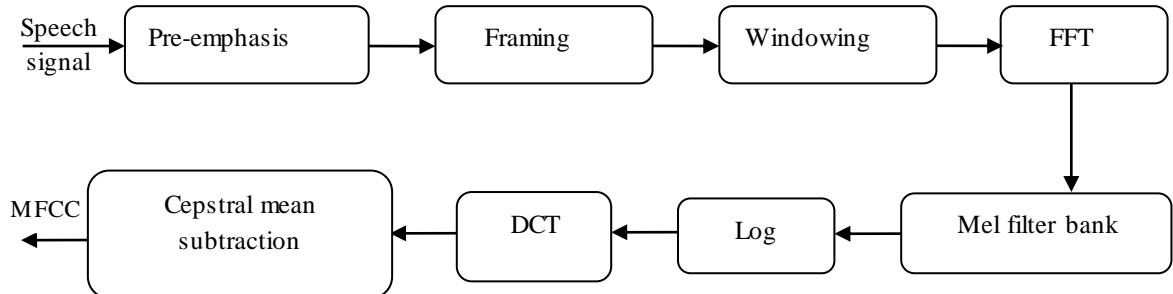 Speech
signal
Pre-emphasis
Framing
Windowing
FFT
Mel filter bank
Log
DCT
Cepstral mean
subtraction
MFCC